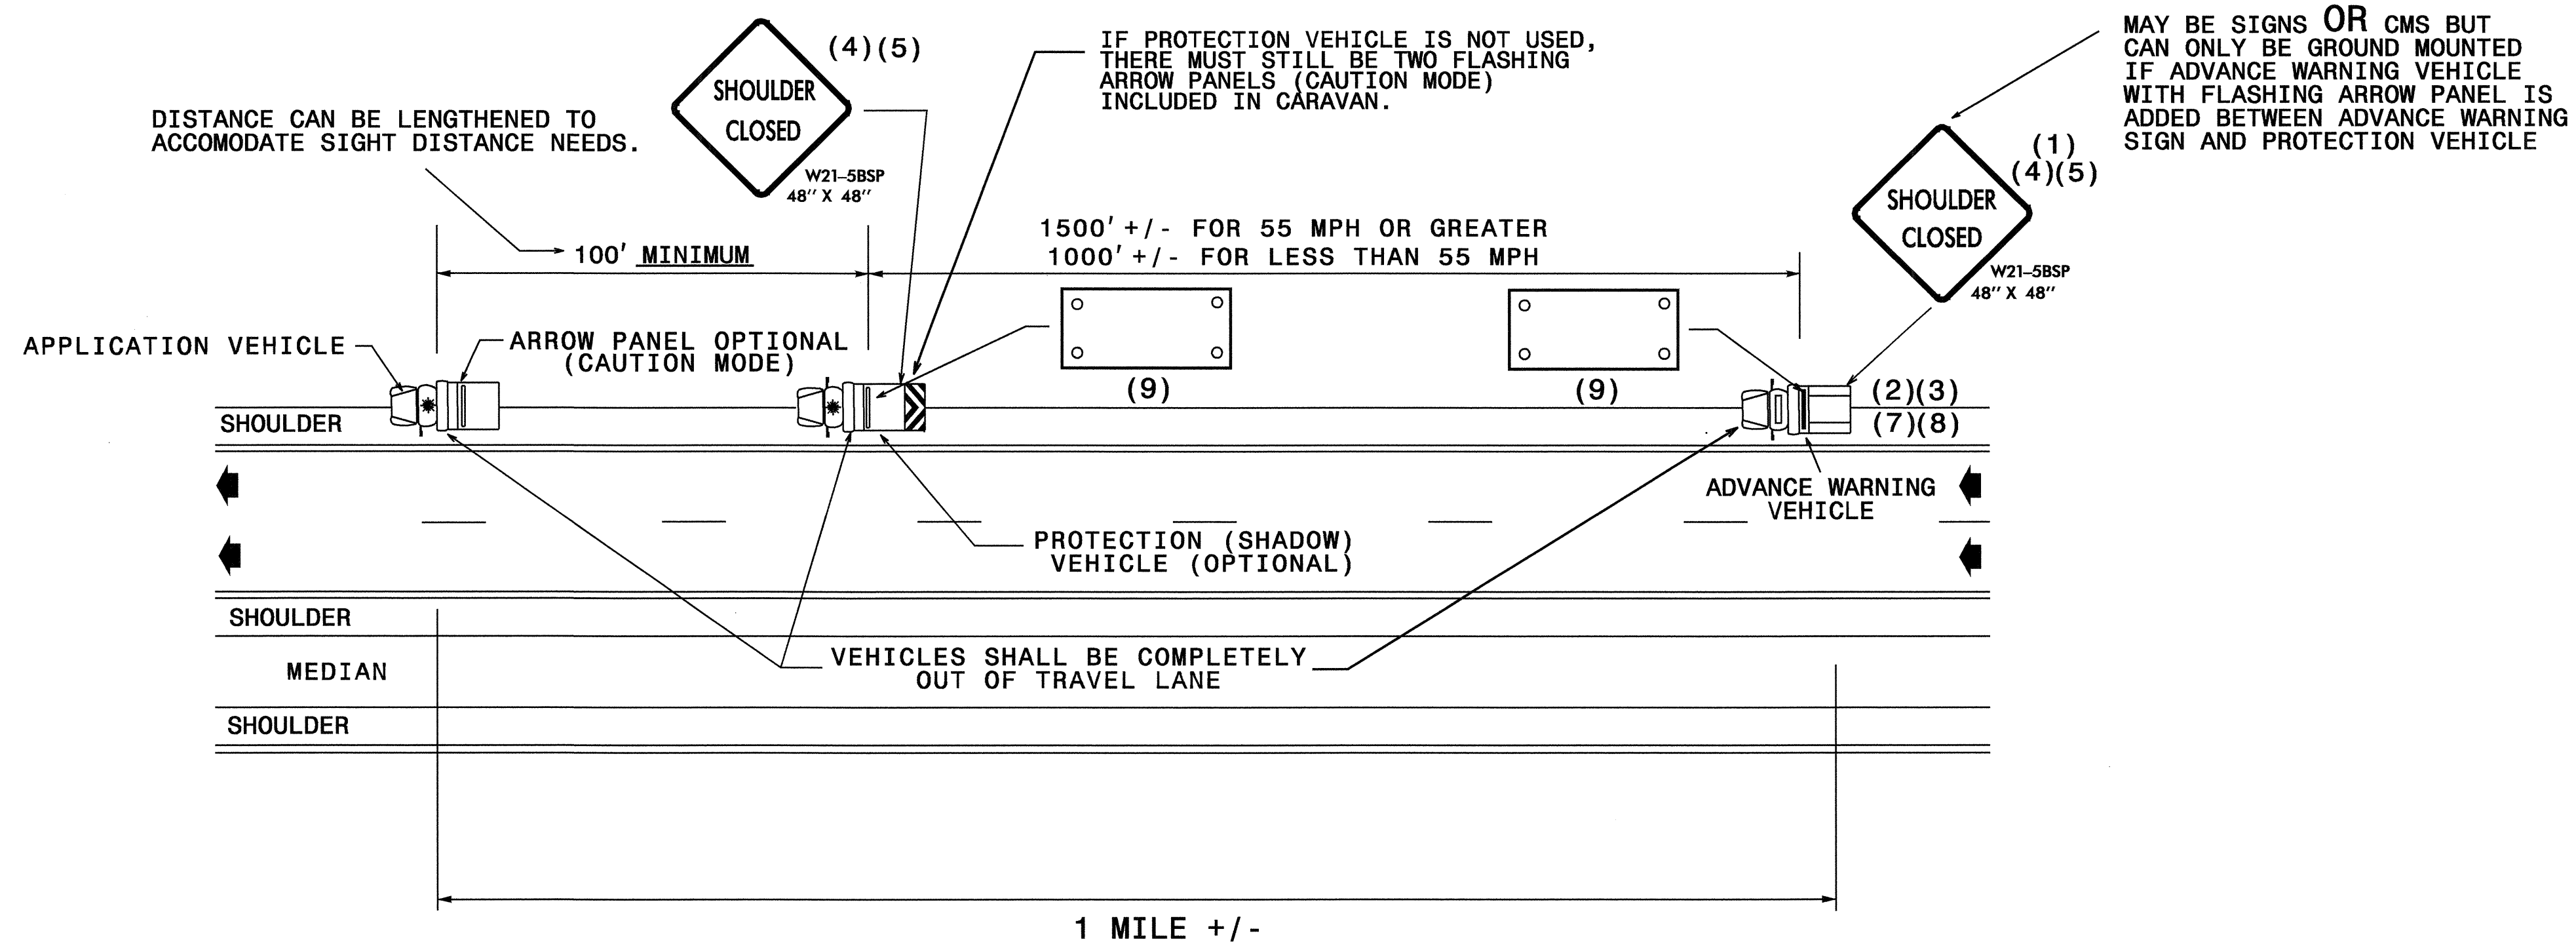 MAY BE SIGNS OR CMS BUT
CAN ONLY BE GROUND MOUNTED
IF ADVANCE WARNING VEHICLE
WITH FLASHING ARROW PANEL IS
ADDED BETWEEN ADVANCE WARNING
SIGN AND PROTECTION VEHICLE
IF PROTECTION VEHICLE IS NOT USED,
THERE MUST STILL BE TWO FLASHING
ARROW PANELS (CAUTION MODE)
INCLUDED IN CARAVAN.
(4)(5)
SHOULDER
CLOSED
W21-5BSP
48" X 48"
DISTANCE CAN BE LENGTHENED TO
ACCOMODATE SIGHT DISTANCE NEEDS.
(1)
(4)(5)
SHOULDER
CLOSED
W21-5BSP
48" X 48"
100' MINIMUM
1500' +/- FOR 55 MPH OR GREATER
1000' +/- FOR LESS THAN 55 MPH
APPLICATION VEHICLE
ARROW PANEL OPTIONAL
(CAUTION MODE)
(9)
(9)
(2)(3)
(7)(8)
SHOULDER
ADVANCE WARNING
VEHICLE
PROTECTION (SHADOW)
VEHICLE (OPTIONAL)
SHOULDER
VEHICLES SHALL BE COMPLETELY
OUT OF TRAVEL LANE
MEDIAN
SHOULDER
1 MILE +/-